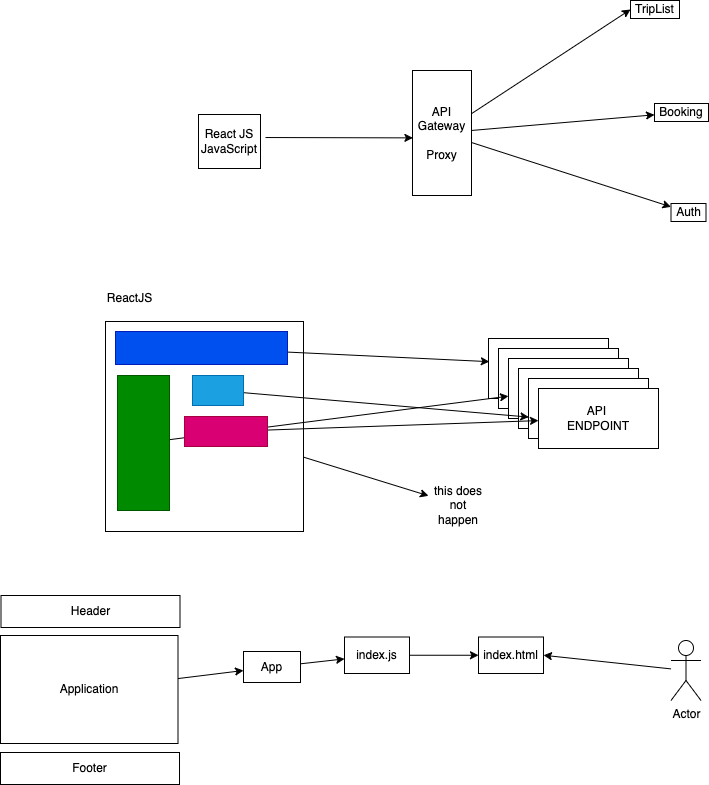 TripList
API
Gateway
Proxy
Booking
React JS
JavaScript
Auth
ReactJS
API
ENDPOINT
this does
not
happen
Header
Application
App
index.js
index.html
Actor
Footer